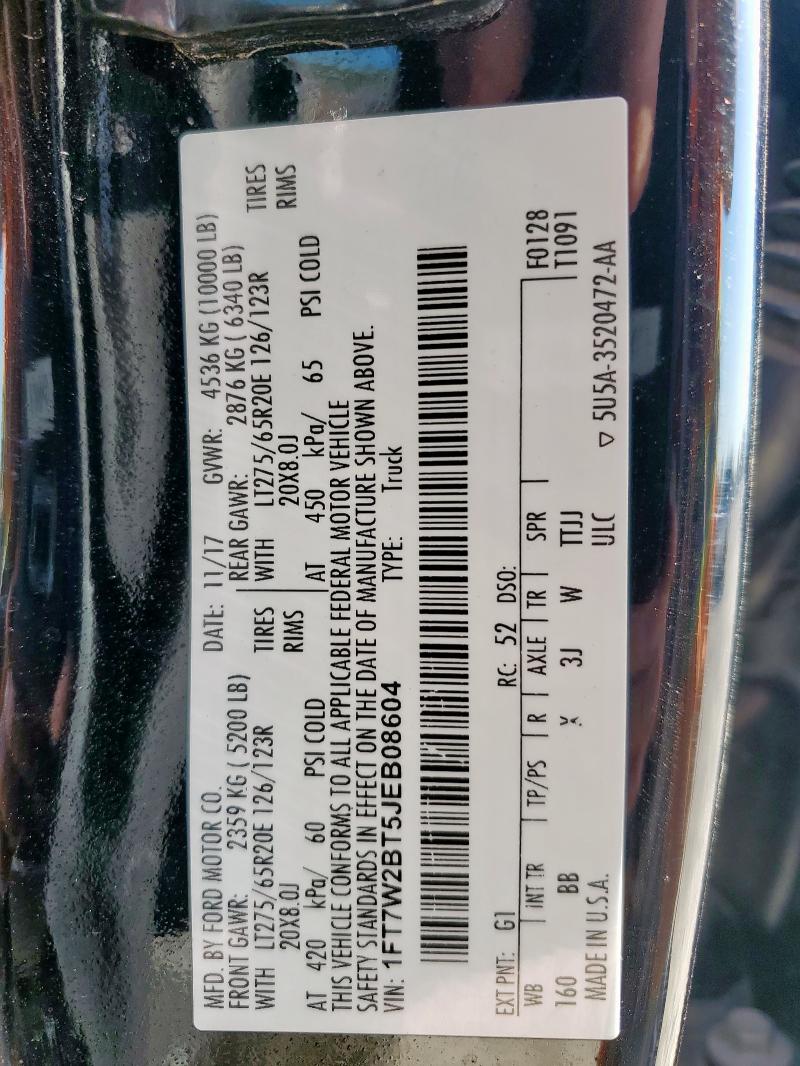 MFD. BY FORD MOTOR CO. DATE: 11/17 GVWR: 4536 KG (10000 LB)
FRONT GAWR: 2359 KG ( 5200 LB) REAR GAWR: 2876 KG ( 6340 LB)
WITH LT275/65R20E 126/123R TIRES WITH LT275/65R20E 126/123R TIRES
20X8.0J RIMS 20X8.0J RIMS
AT 420 kPa/ 60 PSI COLD AT 450 kPa/ 65 PSI COLD
THIS VEHICLE CONFORMS TO ALL APPLICABLE FEDERAL MOTOR VEHICLE
SAFETY STANDARDS IN EFFECT ON THE DATE OF MANUFACTURE SHOWN ABOVE.
VIN: 1FT7W2BT5JEB08604 TYPE: Truck
EXT PNT: G1 RC: 52 DSO:
WB INT TR TP/PS R AXLE TR SPR F0128
160 BB X 3J W TTJJ T1091
MADE IN U.S.A. ULC ▽ 5U5A-3520472-AA